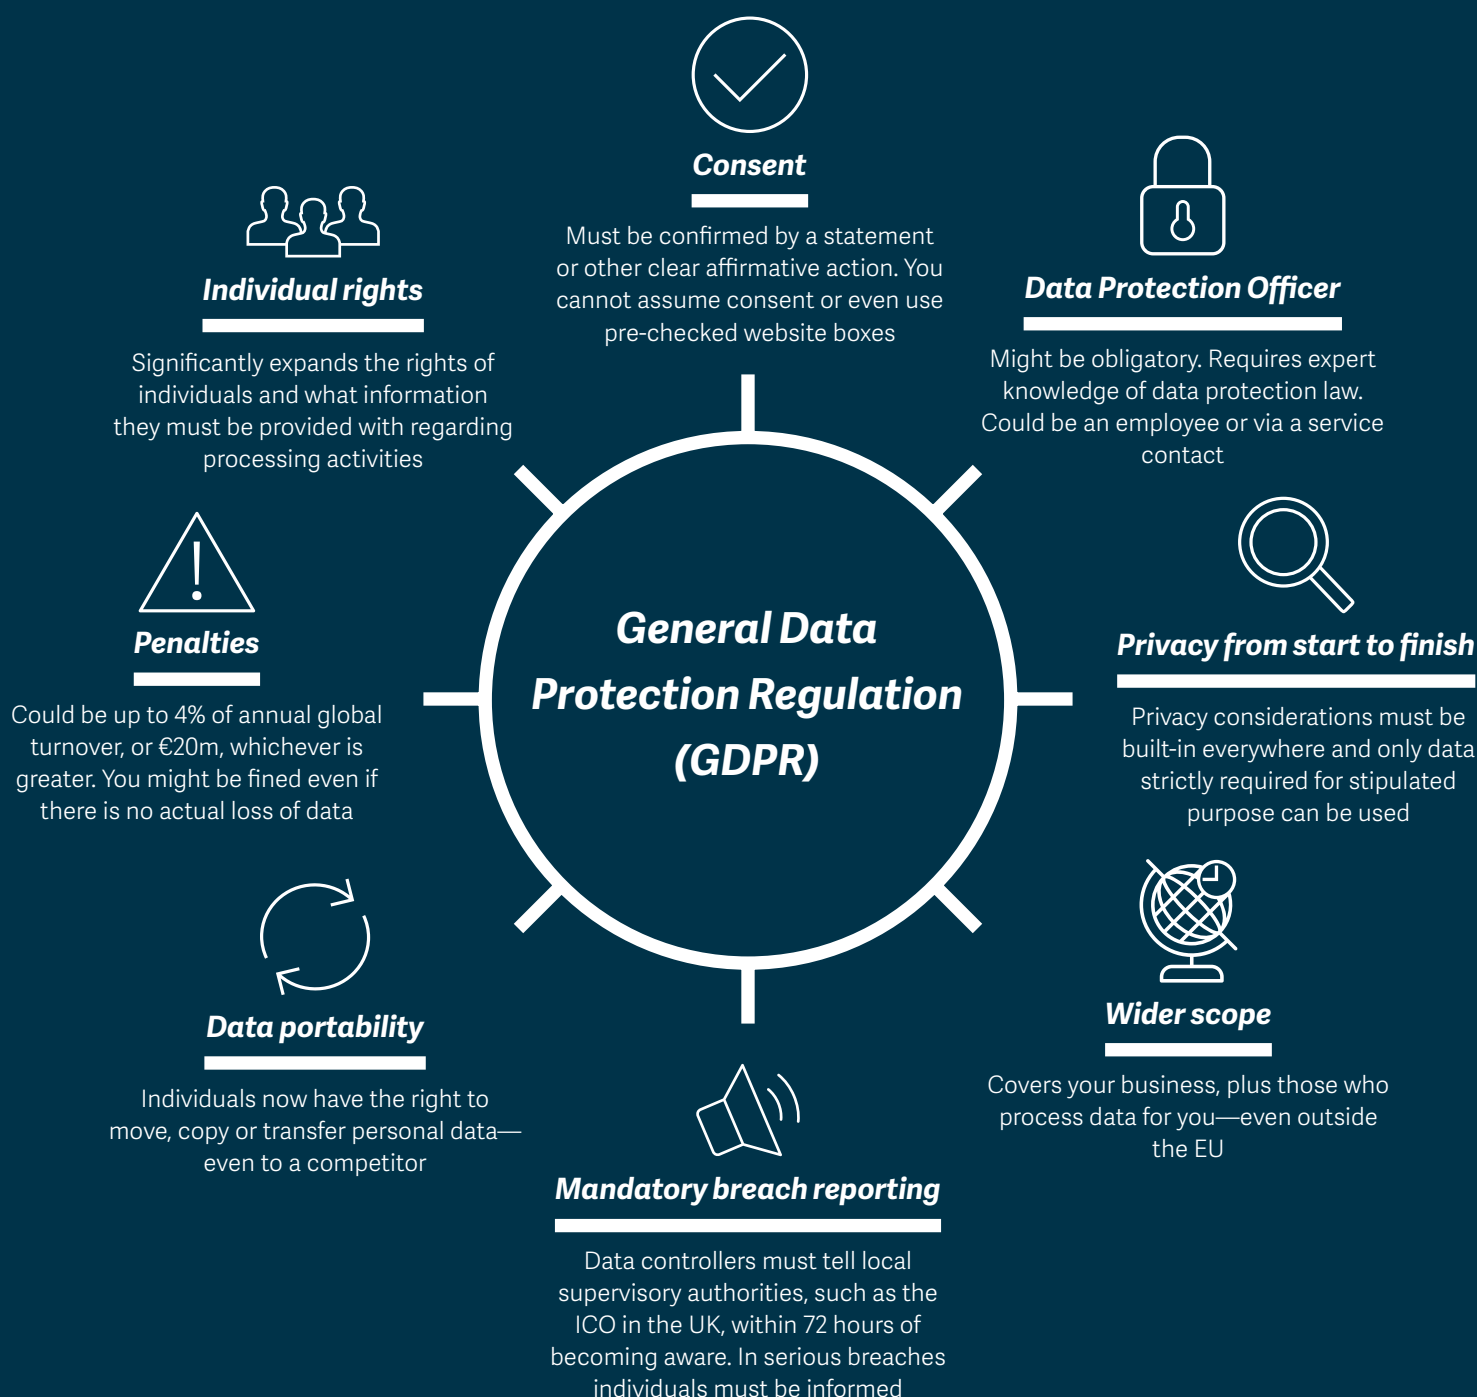 Consent
Must be confirmed by a statement
or other clear affirmative action. You
cannot assume consent or even use
pre-checked website boxes
Individual rights
Significantly expands the rights of
individuals and what information
they must be provided with regarding
processing activities
Data Protection Officer
Might be obligatory. Requires expert
knowledge of data protection law.
Could be an employee or via a service
contact
General Data
Protection Regulation
(GDPR)
Penalties
Could be up to 4% of annual global
turnover, or €20m, whichever is
greater. You might be fined even if
there is no actual loss of data
Privacy from start to finish
Privacy considerations must be
built-in everywhere and only data
strictly required for stipulated
purpose can be used
Data portability
Individuals now have the right to
move, copy or transfer personal data—
even to a competitor
Wider scope
Covers your business, plus those who
process data for you—even outside
the EU
Mandatory breach reporting
Data controllers must tell local
supervisory authorities, such as the
ICO in the UK, within 72 hours of
becoming aware. In serious breaches
individuals must be informed